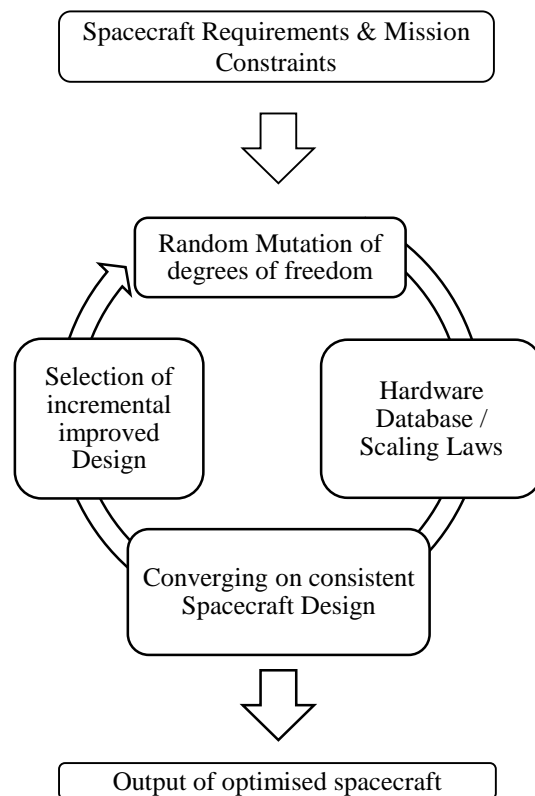 Spacecraft Requirements & Mission
Constraints
Random Mutation of
degrees of freedom
Hardware
Database /
Scaling Laws
Converging on consistent
Spacecraft Design
Selection of
incremental
improved
Design
Output of optimised spacecraft